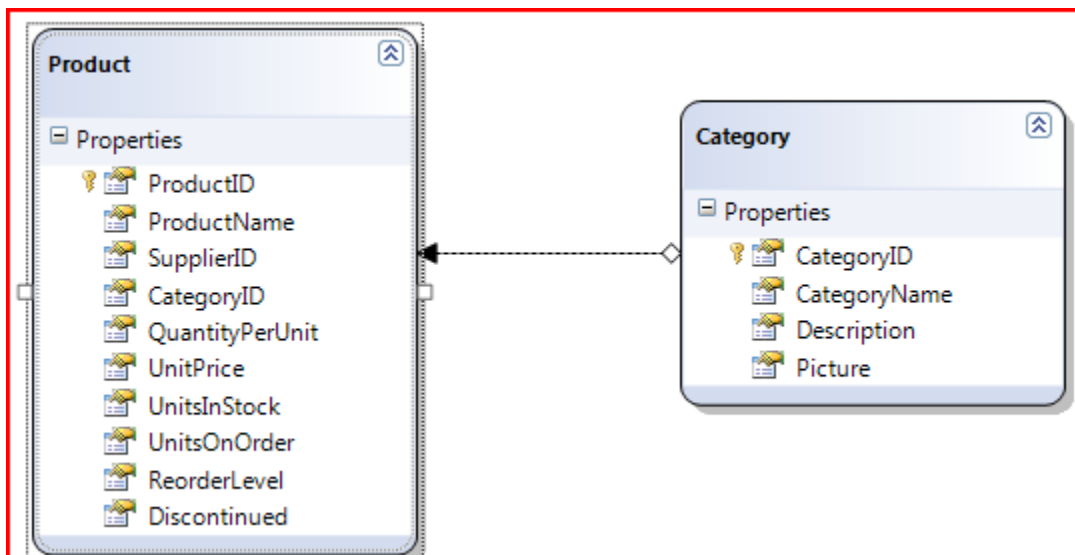 Product
Properties
ProductID
ProductName
SupplierID
CategoryID
QuantityPerUnit
UnitPrice
UnitsInStock
UnitsOnOrder
ReorderLevel
Discontinued
Category
Properties
CategoryID
CategoryName
Description
Picture